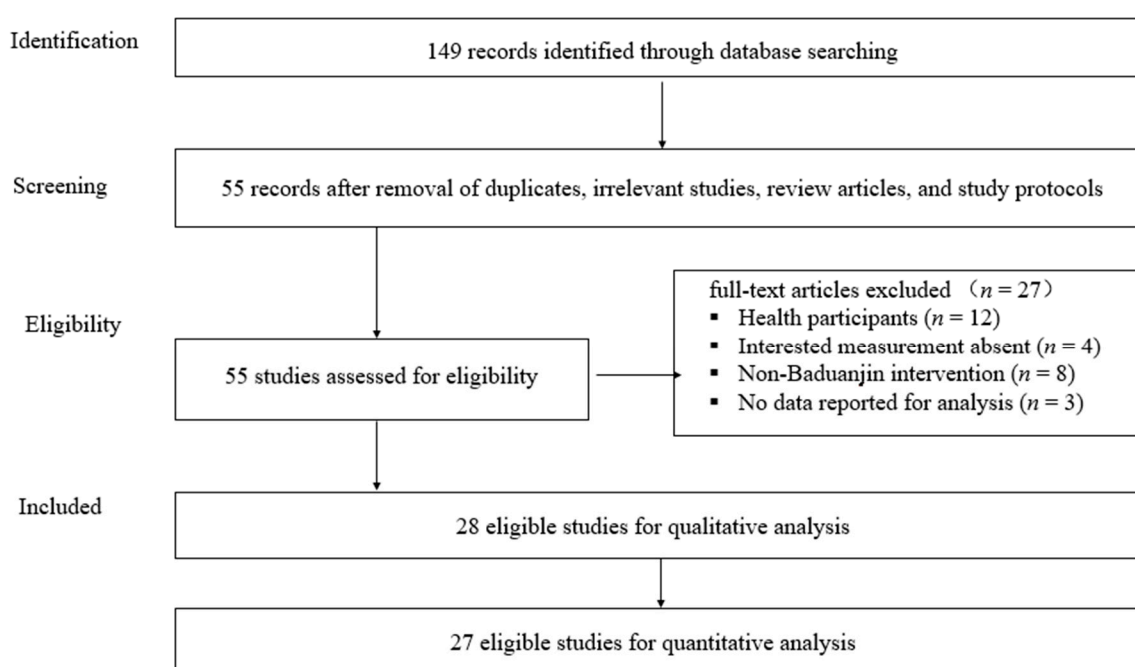 Identification
149 records identified through database searching
Screening
55 records after removal of duplicates, irrelevant studies, review articles, and study protocols
Eligibility
55 studies assessed for eligibility
full-text articles excluded （n = 27）
▪ Health participants (n = 12)
▪ Interested measurement absent (n = 4)
▪ Non-Baduanjin intervention (n = 8)
▪ No data reported for analysis (n = 3)
Included
28 eligible studies for qualitative analysis
27 eligible studies for quantitative analysis